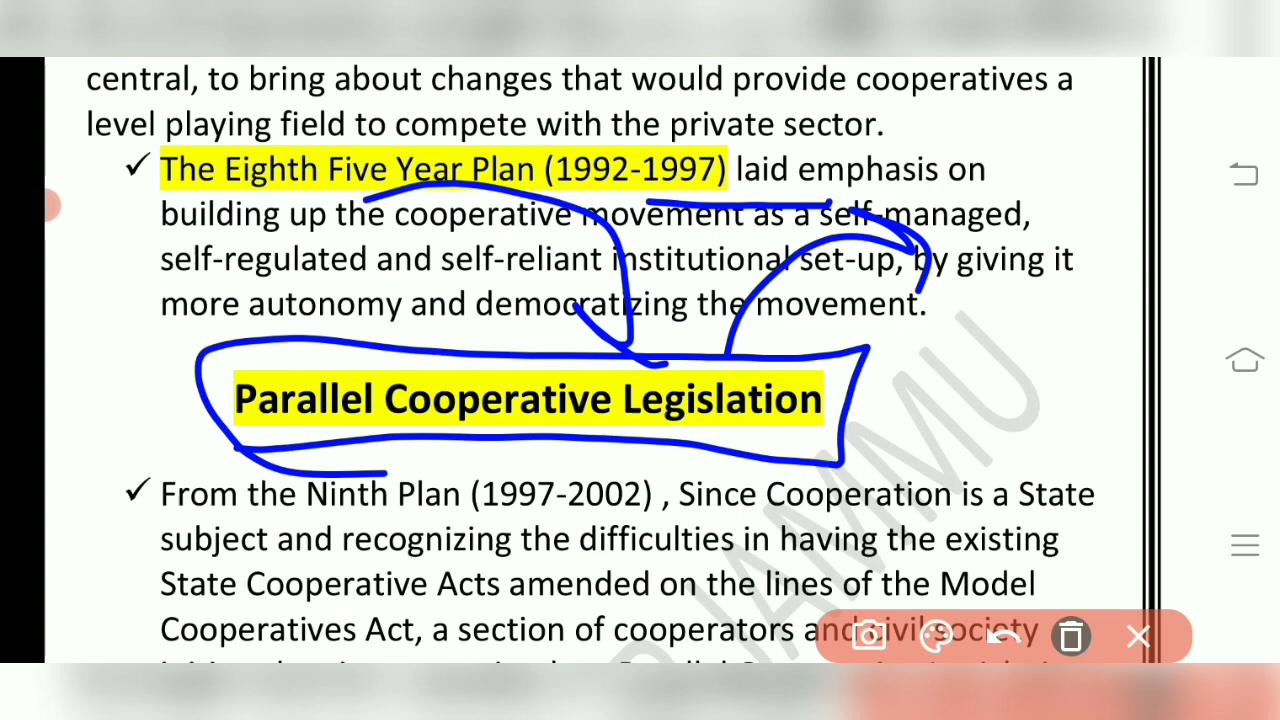 central, to bring about changes that would provide cooperatives a
level playing field to compete with the private sector.
✓ The Eighth Five Year Plan (1992-1997) laid emphasis on
building up the cooperative movement as a self-managed,
self-regulated and self-reliant institutional set-up, by giving it
more autonomy and democratizing the movement.
Parallel Cooperative Legislation
✓ From the Ninth Plan (1997-2002) , Since Cooperation is a State
subject and recognizing the difficulties in having the existing
State Cooperative Acts amended on the lines of the Model
Cooperatives Act, a section of cooperators and civil society
JAMMU